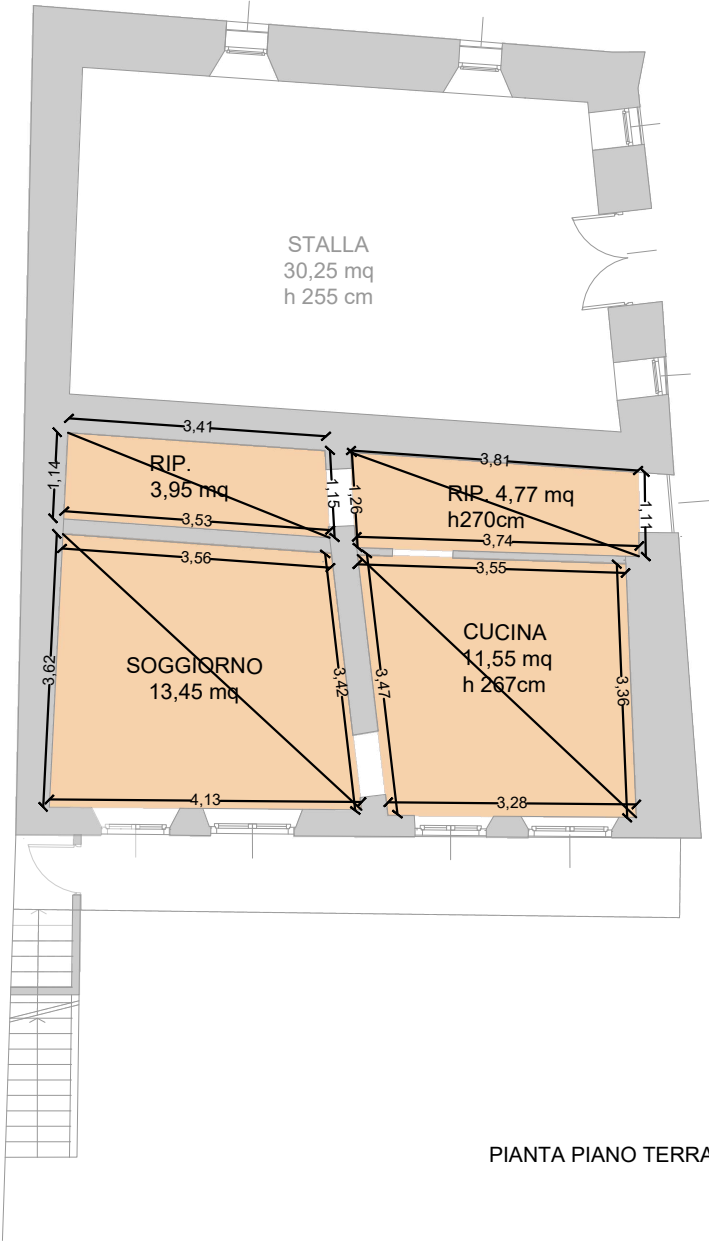 STALLA
30,25 mq
h 255 cm
3,41
3,81
RIP.
3,95 mq
1,14
1,15
1,26
RIP. 4,77 mq
h270cm
1,11
3,53
3,74
3,56
3,55
SOGGIORNO
13,45 mq
3,62
3,42
CUCINA
11,55 mq
h 267cm
3,47
3,36
4,13
3,28
PIANTA PIANO TERRA